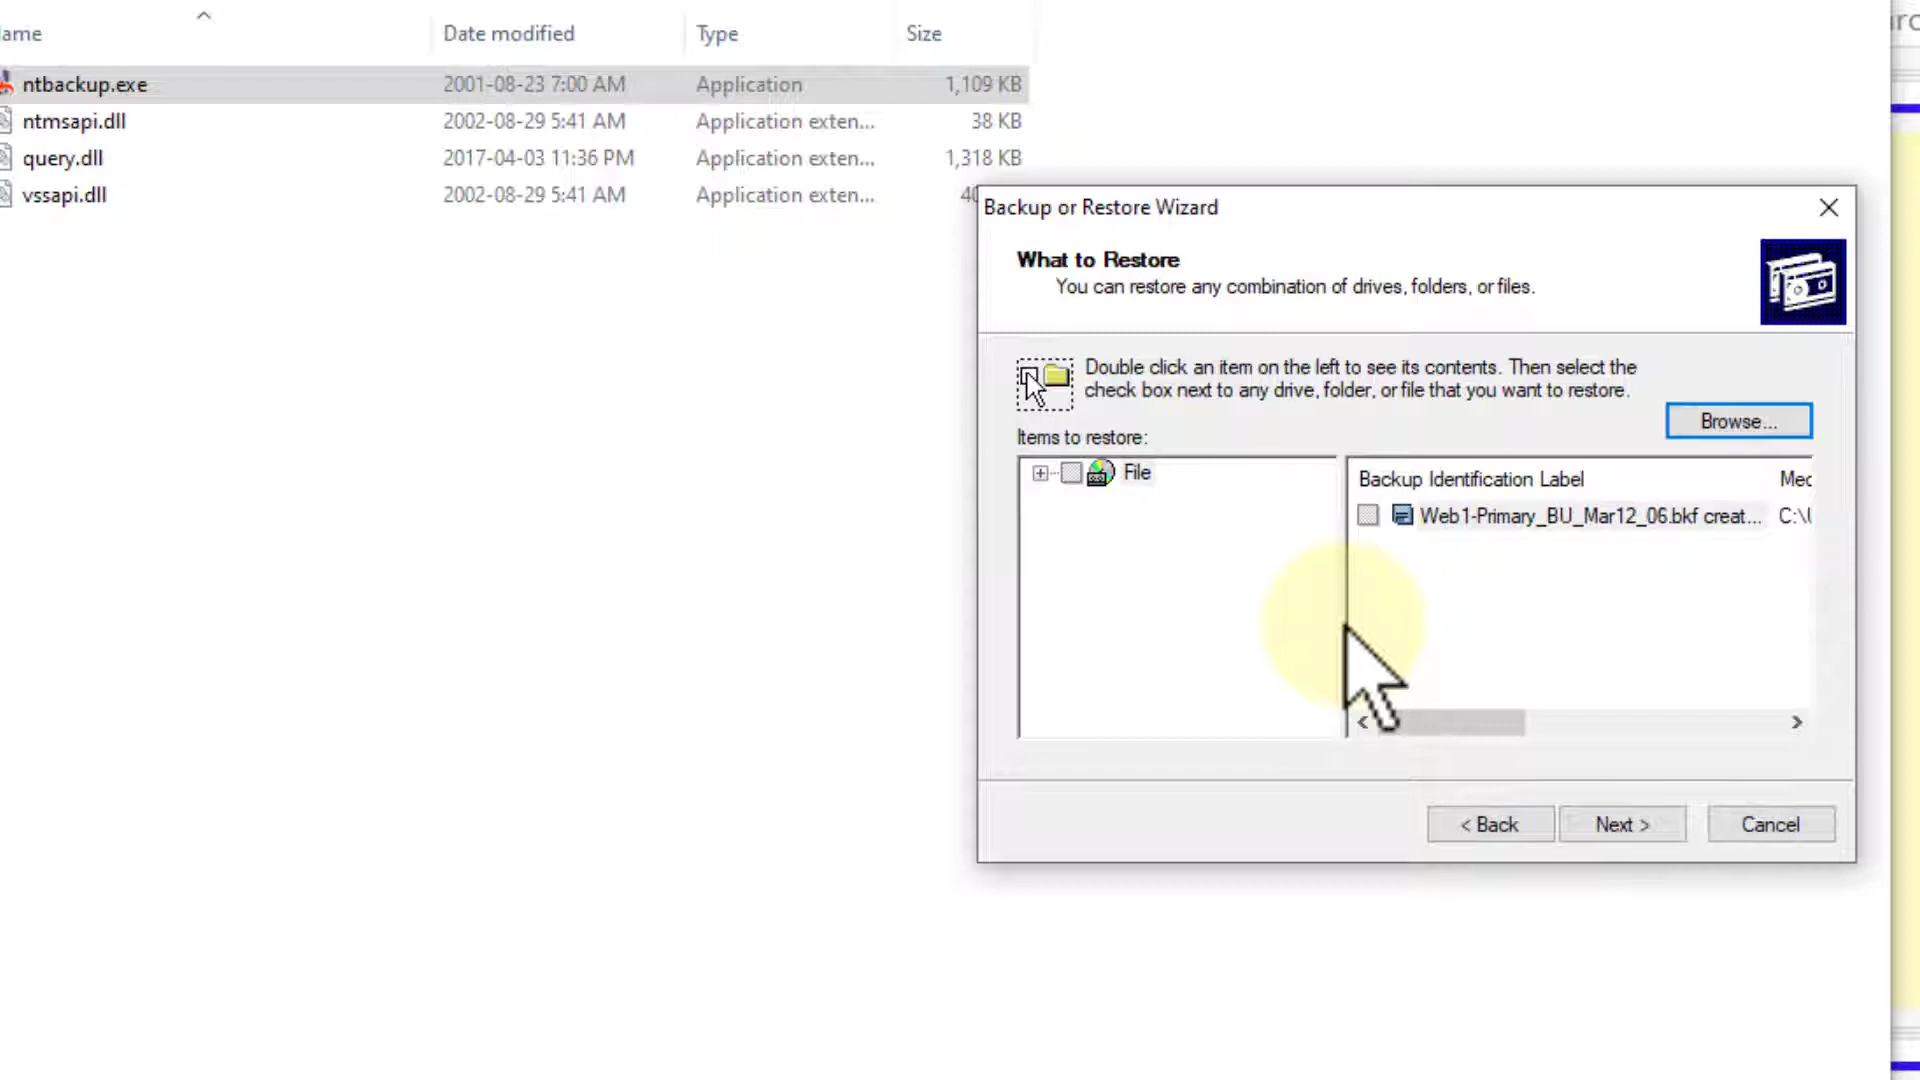 ame Date modified Type Size
ntbackup.exe 2001-08-23 7:00 AM Application 1,109 KB
ntmsapi.dll 2002-08-29 5:41 AM Application exten... 38 KB
query.dll 2017-04-03 11:36 PM Application exten... 1,318 KB
vssapi.dll 2002-08-29 5:41 AM Application exten... 40
Backup or Restore Wizard
What to Restore
You can restore any combination of drives, folders, or files.
Double click an item on the left to see its contents. Then select the
check box next to any drive, folder, or file that you want to restore.
Browse...
Items to restore:
File
Backup Identification Label Med
Web1-Primary_BU_Mar12_06.bkf creat... C:\
< Back Next > Cancel